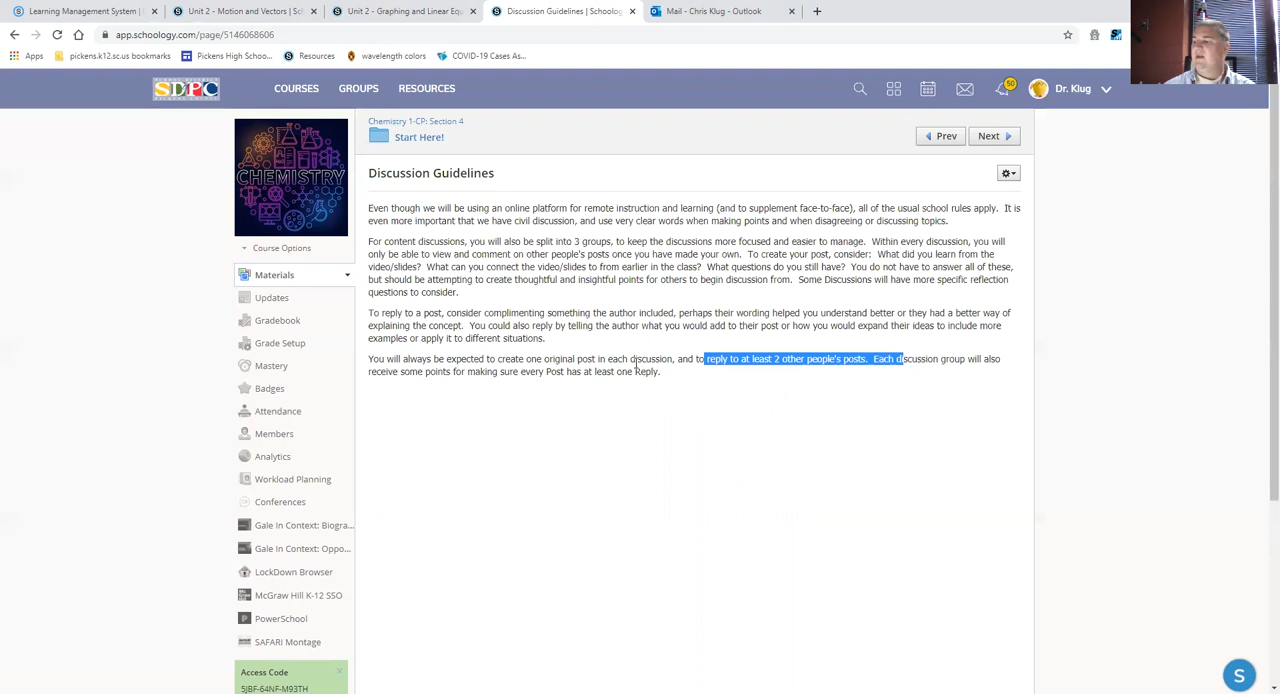 Learning Management System |
Unit 2 - Motion and Vectors | Sch
Unit 2 - Graphing and Linear Equ
Discussion Guidelines | Schoolog
Mail - Chris Klug - Outlook
app.schoology.com/page/5146068606
Apps
pickens.k12.sc.us bookmarks
Pickens High Schoo...
Resources
wavelength colors
COVID-19 Cases As...
SDPC
COURSES
GROUPS
RESOURCES
50
Dr. Klug
CHEMISTRY
Chemistry 1-CP: Section 4
Start Here!
Prev
Next
Discussion Guidelines
Even though we will be using an online platform for remote instruction and learning (and to supplement face-to-face), all of the usual school rules apply. It is
even more important that we have civil discussion, and use very clear words when making points and when disagreeing or discussing topics.
For content discussions, you will also be split into 3 groups, to keep the discussions more focused and easier to manage. Within every discussion, you will
only be able to view and comment on other people's posts once you have made your own. To create your post, consider: What did you learn from the
video/slides? What can you connect the video/slides to from earlier in the class? What questions do you still have? You do not have to answer all of these,
but should be attempting to create thoughtful and insightful points for others to begin discussion from. Some Discussions will have more specific reflection
questions to consider.
To reply to a post, consider complimenting something the author included, perhaps their wording helped you understand better or they had a better way of
explaining the concept. You could also reply by telling the author what you would add to their post or how you would expand their ideas to include more
examples or apply it to different situations.
You will always be expected to create one original post in each discussion, and to reply to at least 2 other people's posts. Each discussion group will also
receive some points for making sure every Post has at least one Reply.
Course Options
Materials
Updates
Gradebook
Grade Setup
Mastery
Badges
Attendance
Members
Analytics
Workload Planning
Conferences
Gale In Context: Biogra...
Gale In Context: Oppo...
LockDown Browser
McGraw Hill K-12 SSO
PowerSchool
SAFARI Montage
Access Code
5JBF-64NF-M93TH
S